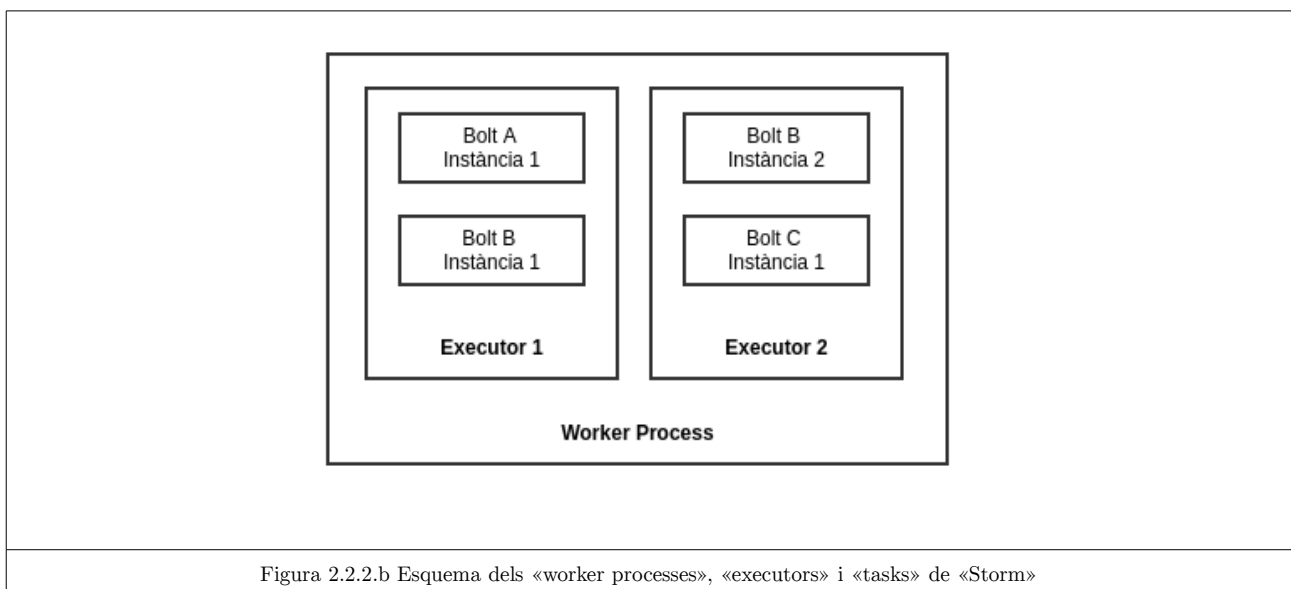 Bolt A
Instància 1
Bolt B
Instància 1
Executor 1
Bolt B
Instància 2
Bolt C
Instància 1
Executor 2
Worker Process
Figura 2.2.2.b Esquema dels «worker processes», «executors» i «tasks» de «Storm»